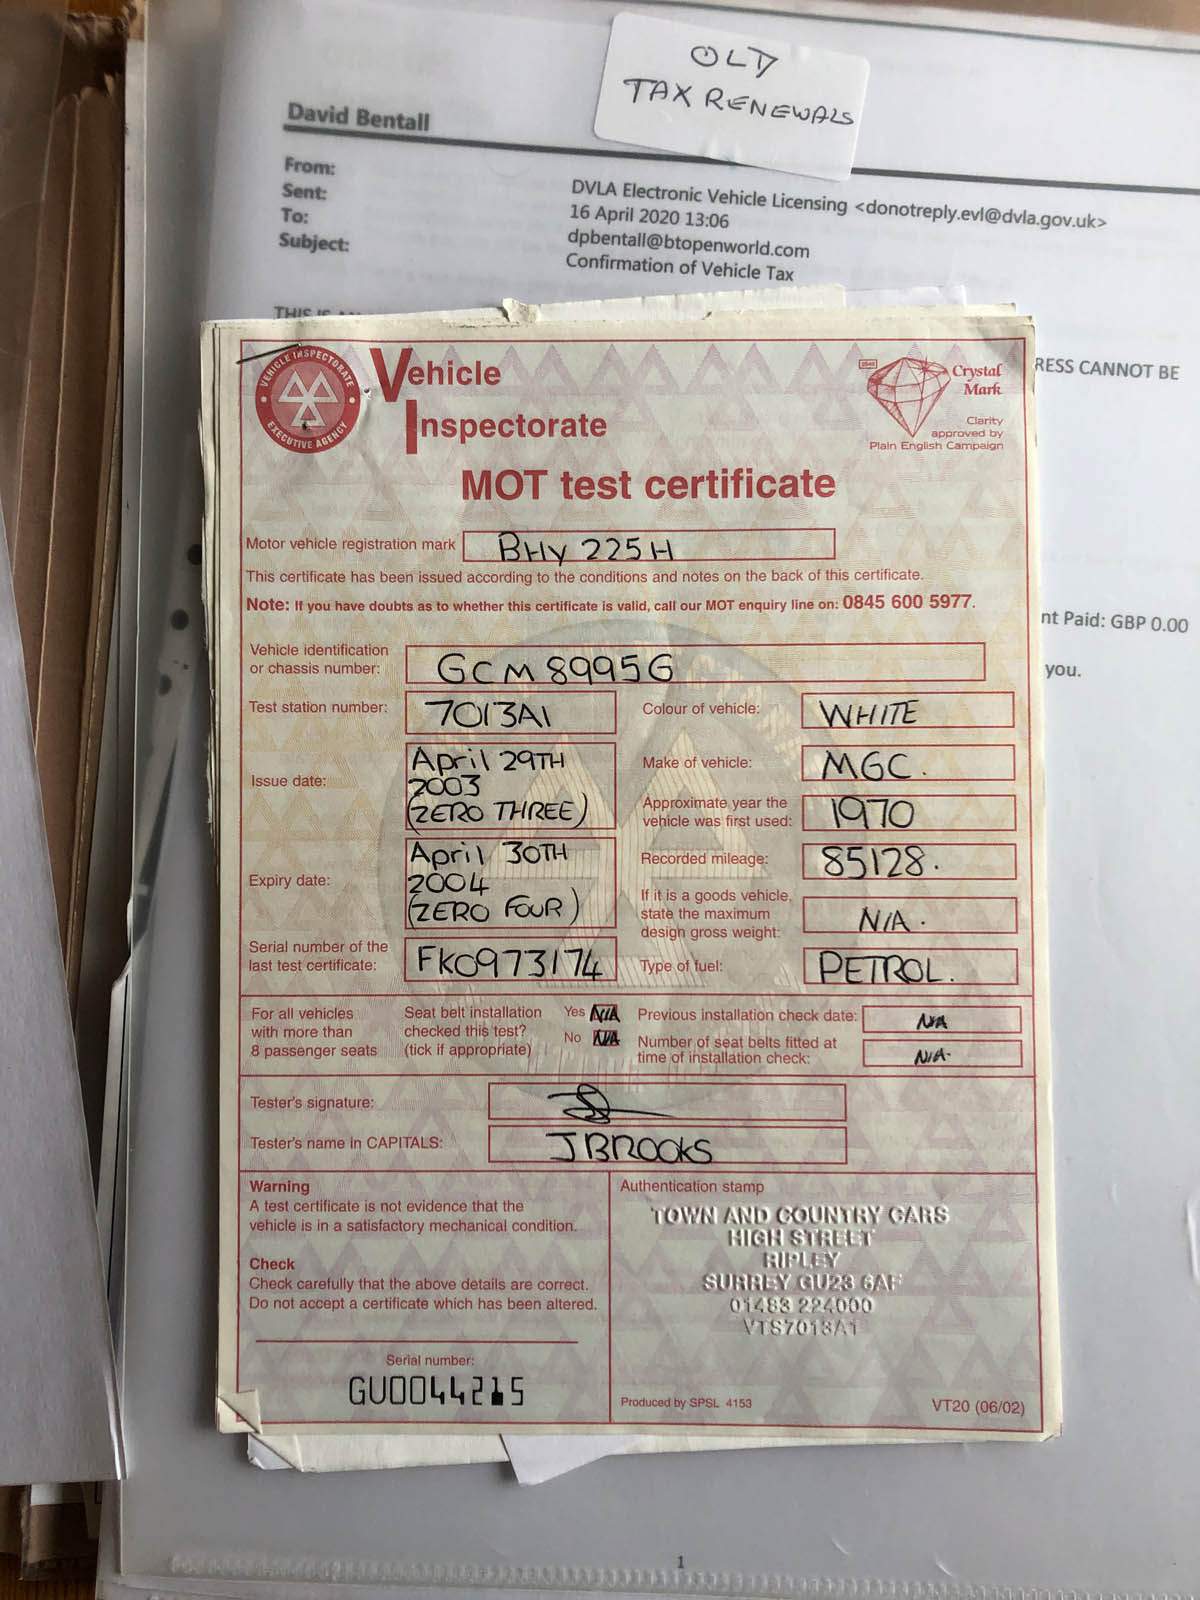 OLD
TAX RENEWALS
David Bentall
From: DVLA Electronic Vehicle Licensing <donotreply.evl@dvla.gov.uk>
Sent: 16 April 2020 13:06
To: dpbentall@btopenworld.com
Subject: Confirmation of Vehicle Tax
THIS IS
RESS CANNOT BE
nt Paid: GBP 0.00
you.
VEHICLE INSPECTORATE
EXECUTIVE AGENCY
Vehicle
Inspectorate
Crystal
Mark
Clarity
approved by
Plain English Campaign
MOT test certificate
Motor vehicle registration mark BHY 225H
This certificate has been issued according to the conditions and notes on the back of this certificate.
Note: If you have doubts as to whether this certificate is valid, call our MOT enquiry line on: 0845 600 5977.
Vehicle identification
or chassis number: GCM 8995G
Test station number: 7013A1
Colour of vehicle: WHITE
Issue date: April 29TH
2003
(ZERO THREE)
Make of vehicle: MGC.
Approximate year the
vehicle was first used: 1970
Expiry date: April 30TH
2004
(ZERO FOUR)
Recorded mileage: 85128.
If it is a goods vehicle,
state the maximum
design gross weight: N/A.
Serial number of the
last test certificate: FK0973174
Type of fuel: PETROL.
For all vehicles
with more than
8 passenger seats
Seat belt installation
checked this test?
(tick if appropriate)
Yes N/A
No N/A
Previous installation check date: N/A
Number of seat belts fitted at
time of installation check: N/A.
Tester's signature:
Tester's name in CAPITALS: J BROOKS
Warning
A test certificate is not evidence that the
vehicle is in a satisfactory mechanical condition.
Check
Check carefully that the above details are correct.
Do not accept a certificate which has been altered.
Serial number:
GU0044215
Authentication stamp
TOWN AND COUNTRY CARS
HIGH STREET
RIPLEY
SURREY GU23 6AF
01483 224000
VTS7013A1
Produced by SPSL 4153
VT20 (06/02)
1